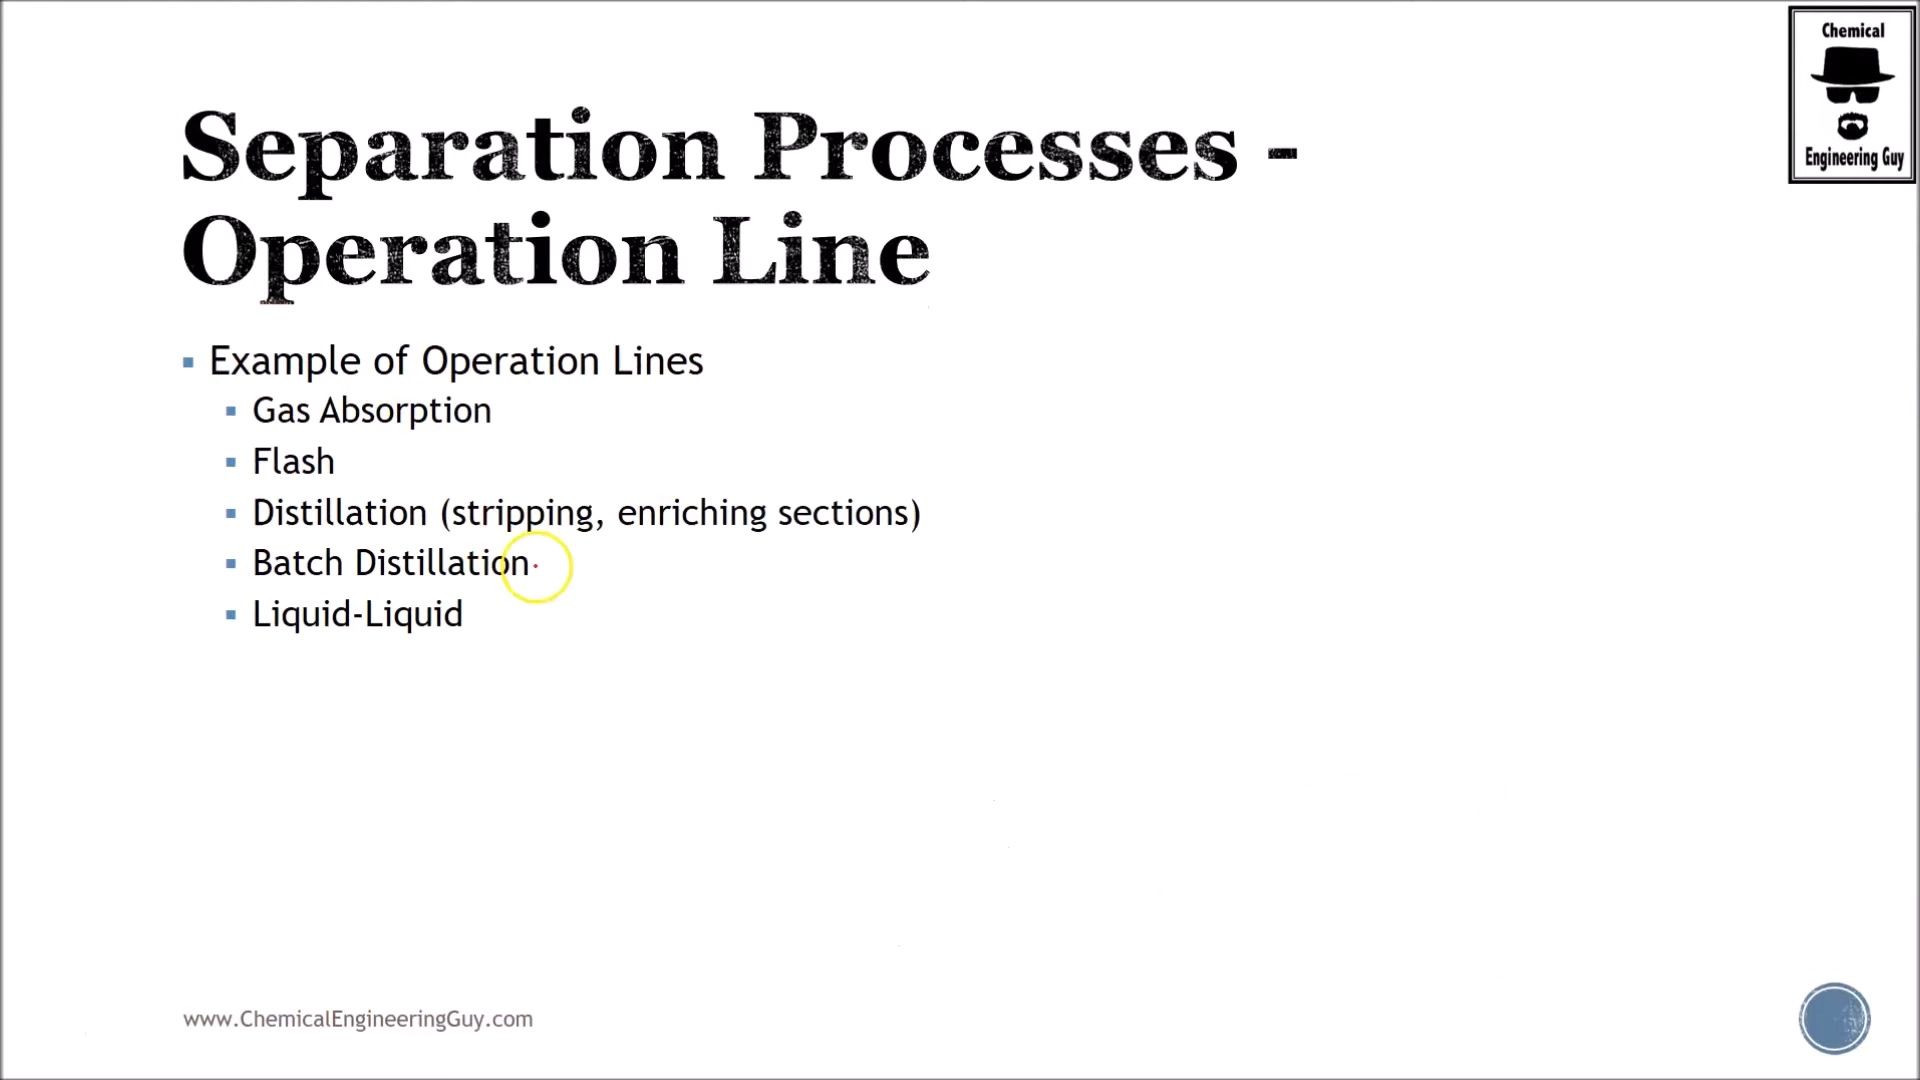 Chemical
Engineering Guy
Separation Processes -
Operation Line
Example of Operation Lines
Gas Absorption
Flash
Distillation (stripping, enriching sections)
Batch Distillation
Liquid-Liquid
www.ChemicalEngineeringGuy.com